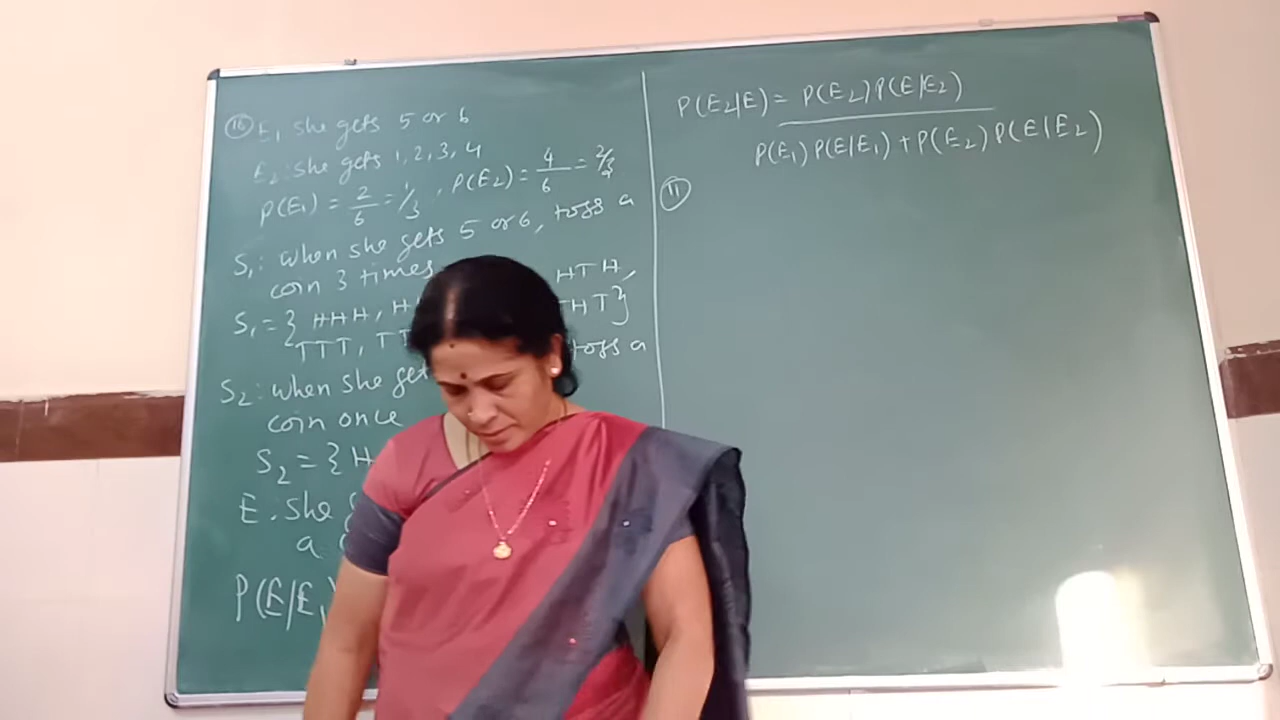 (10) E1 she gets 5 or 6
E2: she gets 1, 2, 3, 4
P(E1) = 2/6 = 1/3, P(E2) = 4/6 = 2/3
S1: when she gets 5 or 6, toss a
coin 3 times
S1 = { HHH, H HTH,
TTT, TT THT}
S2: when she get toss a
coin once
S2 = { H
E. She
a
P(E/E1)
P(E2|E) = P(E2) P(E/E2)
P(E1) P(E/E1) + P(E2) P(E|E2)
(11)